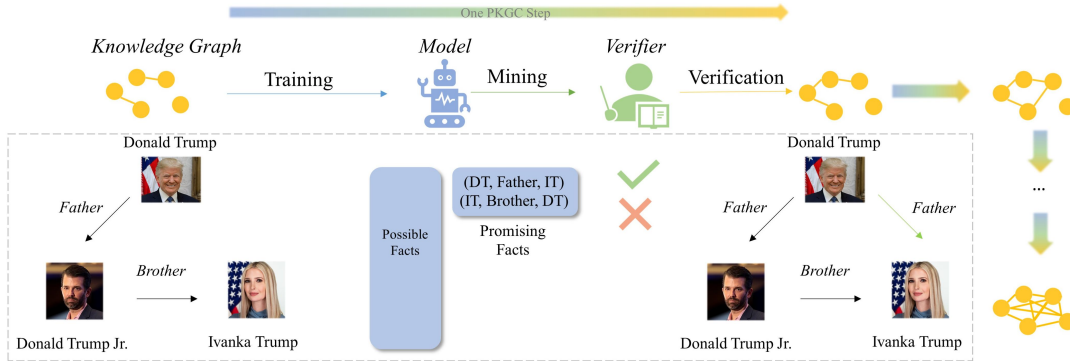 One PKGC Step
Knowledge Graph
Model
Verifier
Training
Mining
Verification
Donald Trump
Donald Trump
(DT, Father, IT)
(IT, Brother, DT)
Father
Father
Father
Possible
Facts
Promising
Facts
...
Brother
Brother
Donald Trump Jr.
Ivanka Trump
Donald Trump Jr.
Ivanka Trump